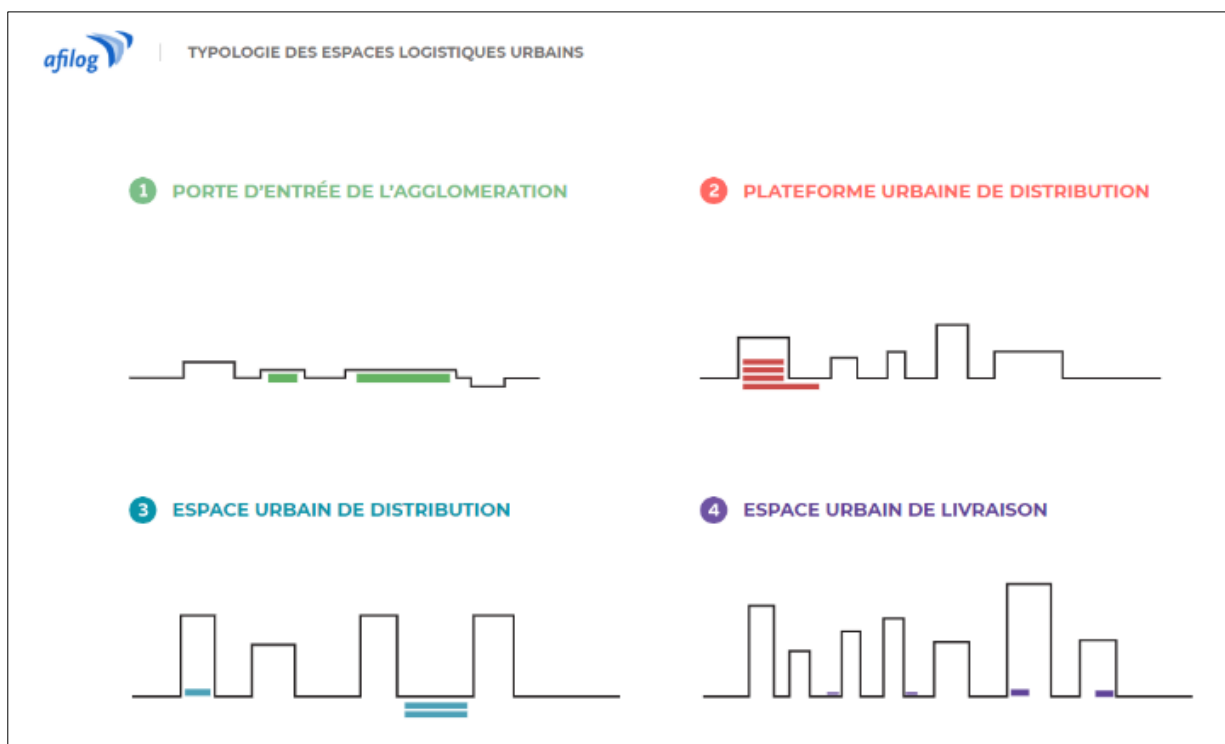 afilog
TYPOLOGIE DES ESPACES LOGISTIQUES URBAINS
1 PORTE D'ENTRÉE DE L'AGGLOMERATION
2 PLATEFORME URBAINE DE DISTRIBUTION
3 ESPACE URBAIN DE DISTRIBUTION
4 ESPACE URBAIN DE LIVRAISON